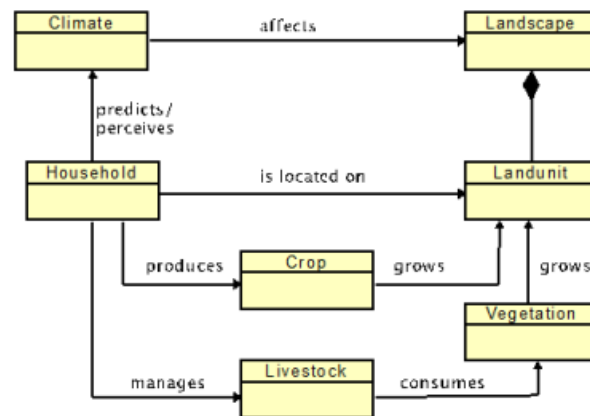 Climate
affects
Landscape
predicts/
perceives
Household
is located on
Landunit
produces
Crop
grows
grows
Vegetation
manages
Livestock
consumes